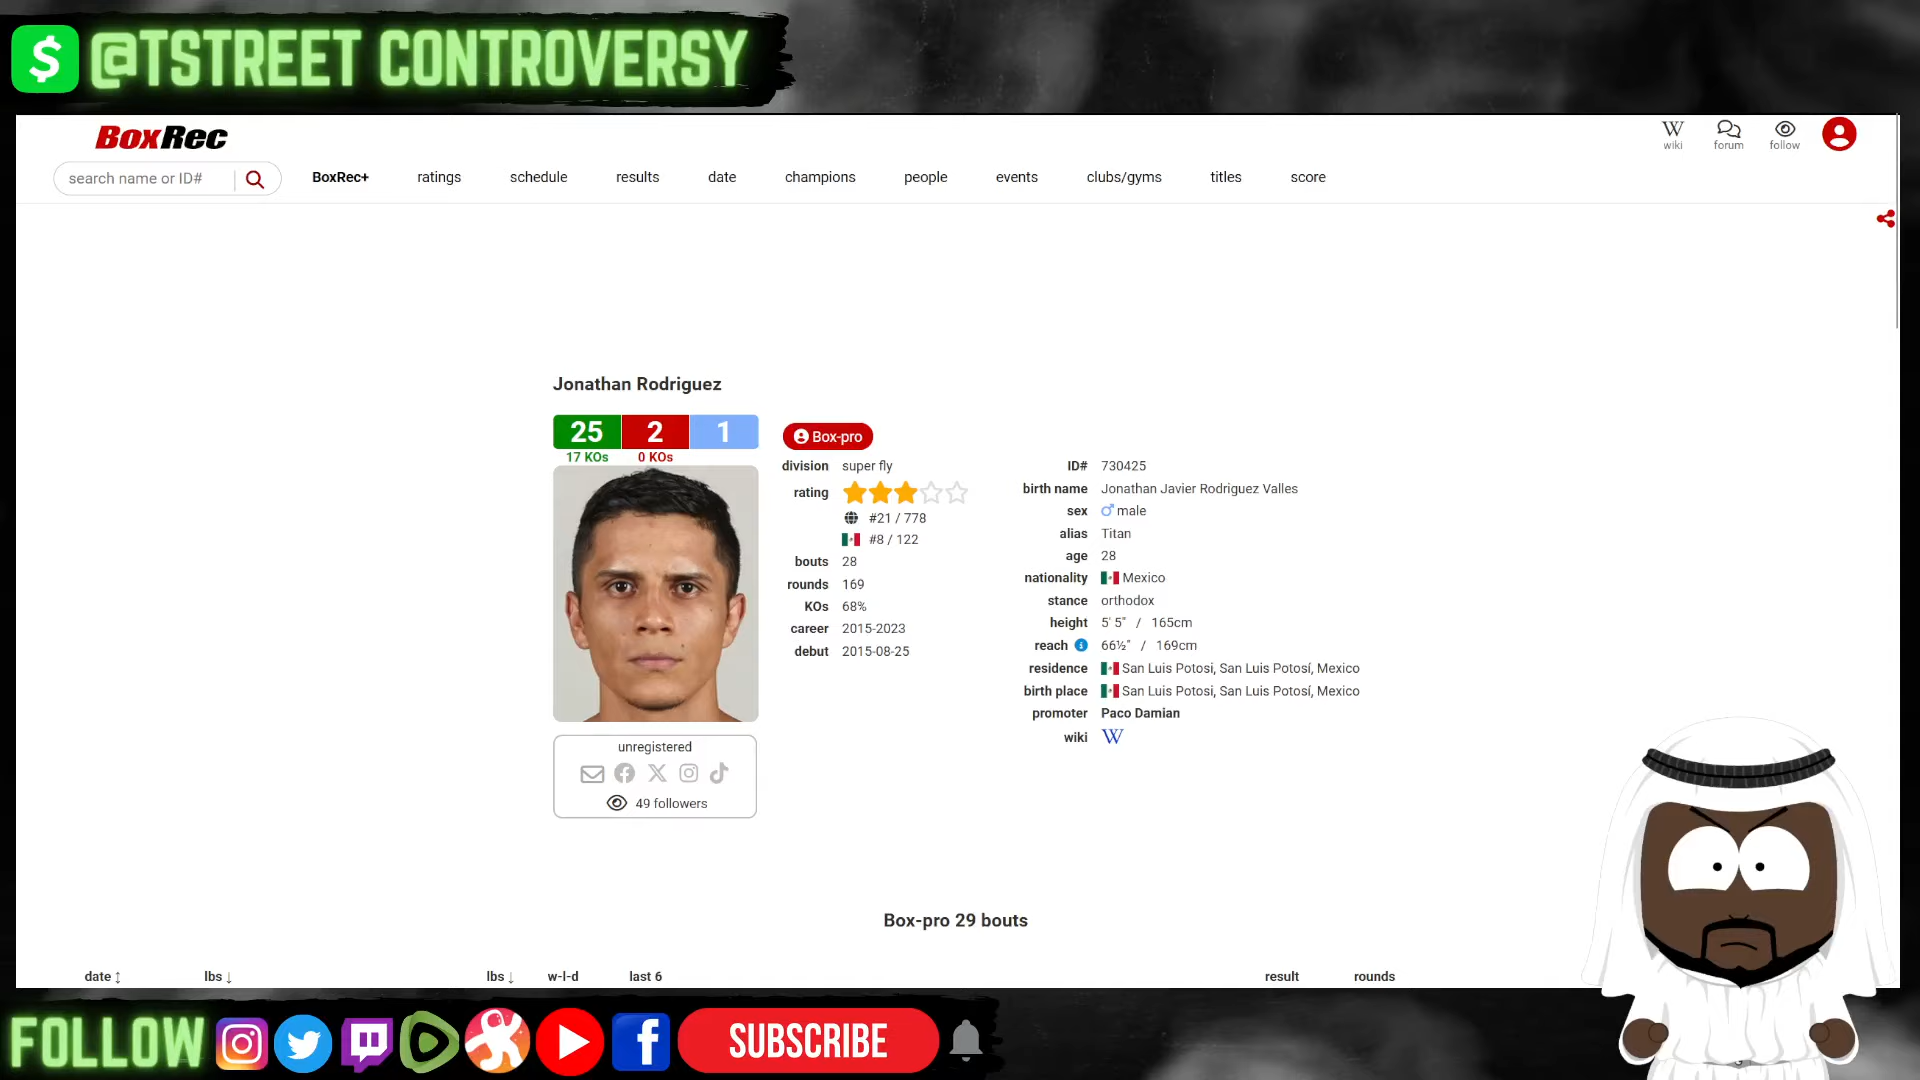 $ @TSTREET CONTROVERSY
BoxRec
wiki
forum
follow
search name or ID#
BoxRec+
ratings
schedule
results
date
champions
people
events
clubs/gyms
titles
score
Jonathan Rodriguez
25 2 1
17 KOs 0 KOs
Box-pro
division super fly
rating
#21 / 778
#8 / 122
bouts 28
rounds 169
KOs 68%
career 2015-2023
debut 2015-08-25
ID# 730425
birth name Jonathan Javier Rodriguez Valles
sex male
alias Titan
age 28
nationality Mexico
stance orthodox
height 5' 5" / 165cm
reach 66½" / 169cm
residence San Luis Potosi, San Luis Potosí, Mexico
birth place San Luis Potosi, San Luis Potosí, Mexico
promoter Paco Damian
wiki W
unregistered
49 followers
Box-pro 29 bouts
date lbs lbs w-l-d last 6 result rounds
FOLLOW
SUBSCRIBE